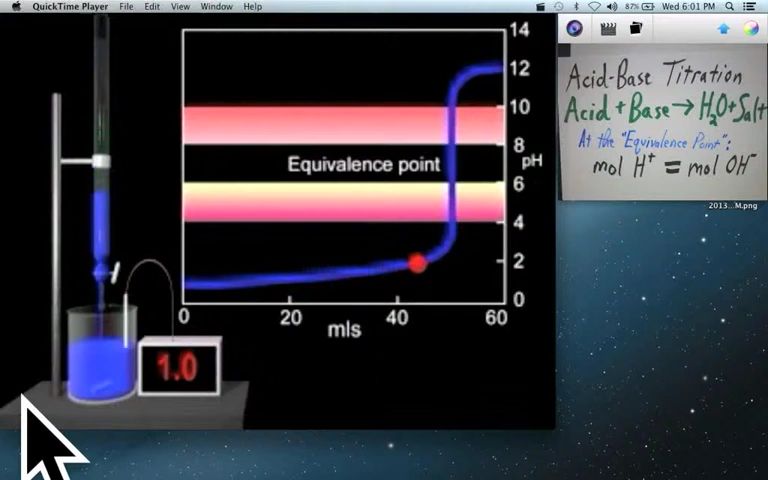 QuickTime Player File Edit View Window Help
87% Wed 6:01 PM
14
12
10
8
pH
Equivalence point
6
4
2
0
0 20 40 60
mls
1.0
Acid-Base Titration
Acid + Base → H₂O + Salt
At the "Equivalence Point":
mol H⁺ = mol OH⁻
2013...M.png